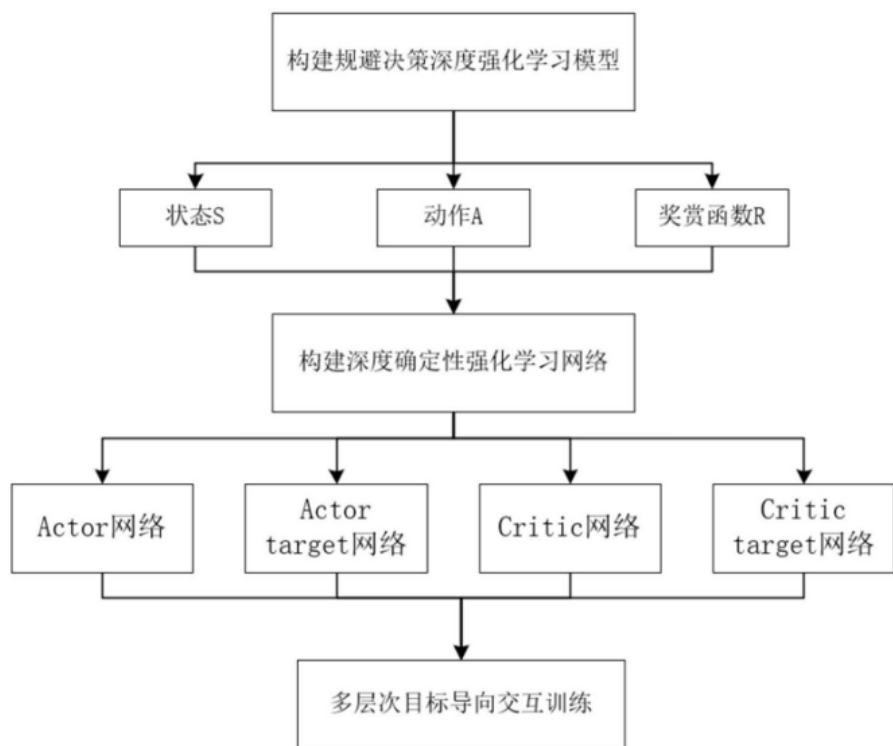 构建规避决策深度强化学习模型
状态S
动作A
奖赏函数R
构建深度确定性强化学习网络
Actor网络
Actor
target网络
Critic网络
Critic
target网络
多层次目标导向交互训练